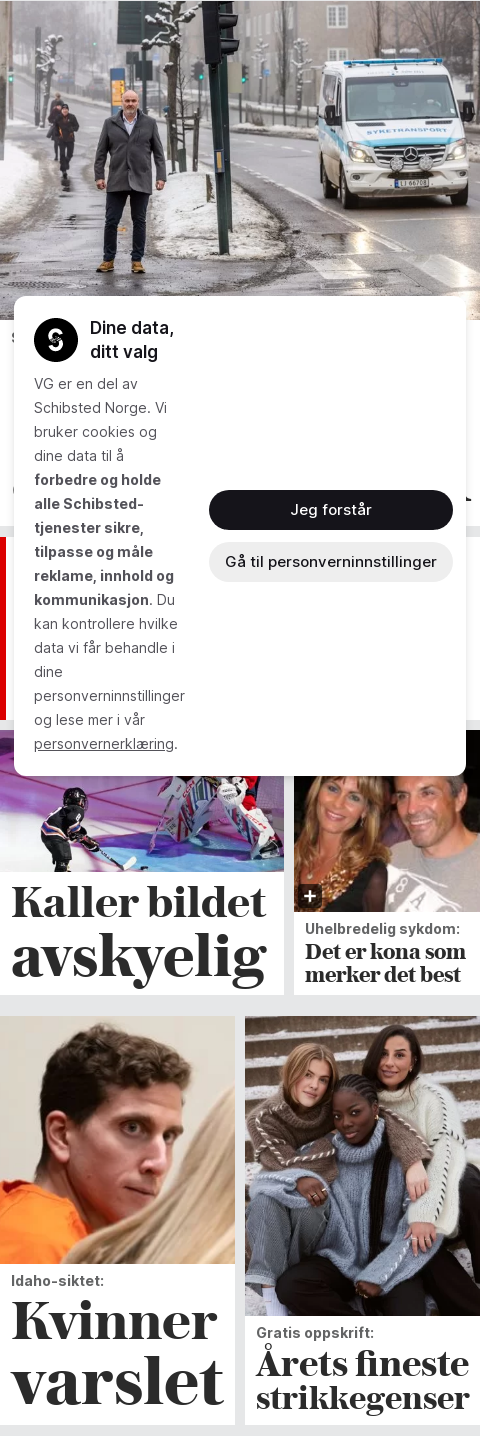 SYKETRANSPORT
Dine data,
ditt valg
VG er en del av
Schibsted Norge. Vi
bruker cookies og
dine data til å
forbedre og holde
alle Schibsted-
tjenester sikre,
tilpasse og måle
reklame, innhold og
kommunikasjon. Du
kan kontrollere hvilke
data vi får behandle i
dine
personverninnstillinger
og lese mer i vår
personvernerklæring.
Jeg forstår
Gå til personverninnstillinger
Kaller bildet
avskyelig
Uhelbredelig sykdom:
Det er kona som
merker det best
Idaho-siktet:
Kvinner
varslet
Gratis oppskrift:
Årets fineste
strikkegenser